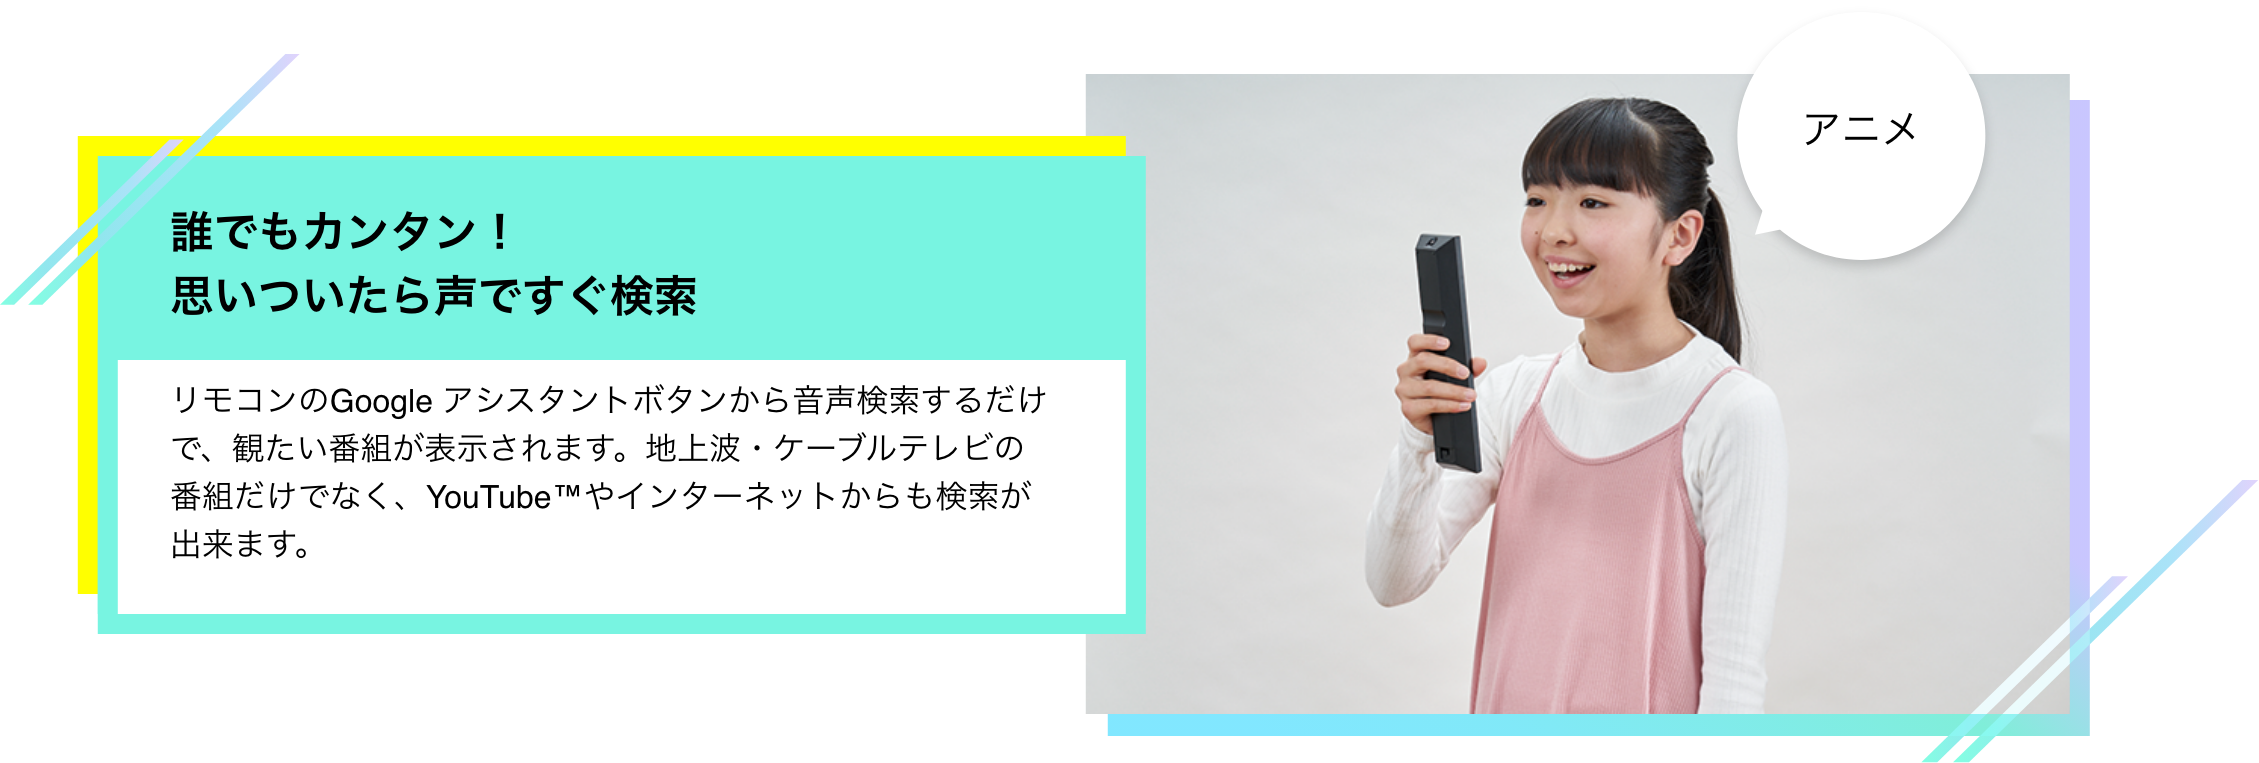 誰でもカンタン！
思いついたら声ですぐ検索
リモコンのGoogle アシスタントボタンから音声検索するだけ
で、観たい番組が表示されます。地上波・ケーブルテレビの
番組だけでなく、YouTube™やインターネットからも検索が
出来ます。
アニメ